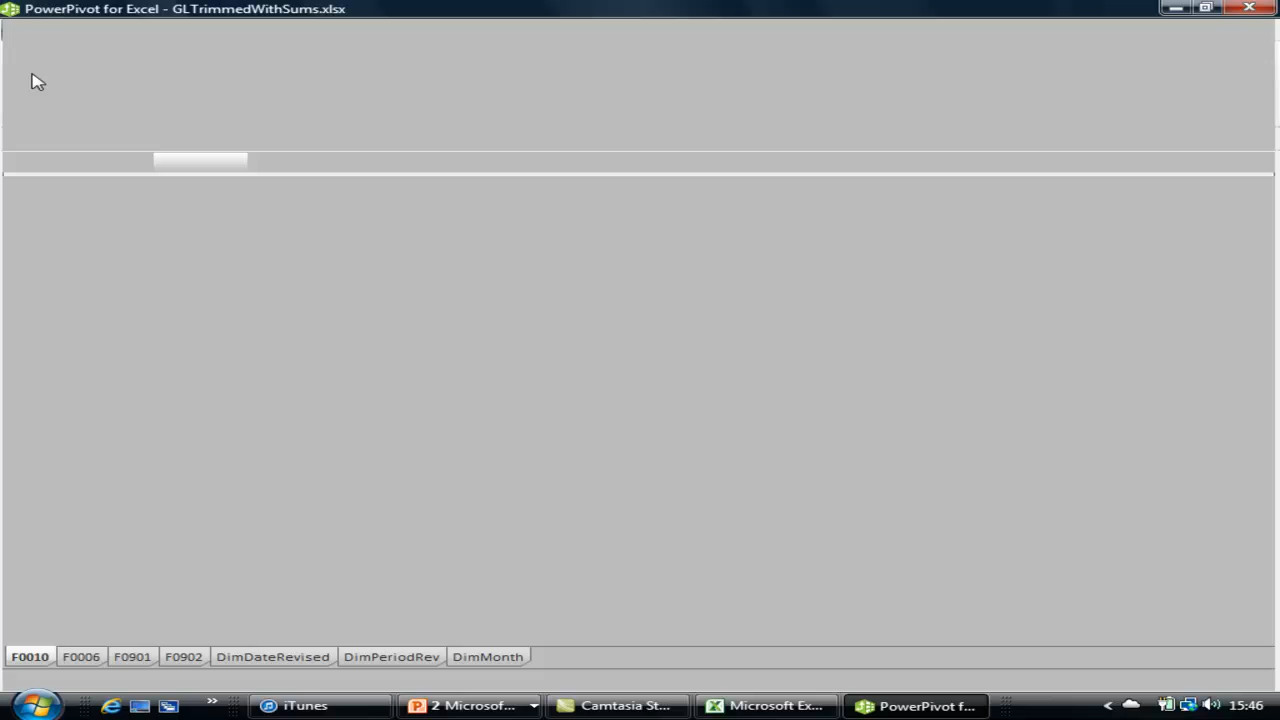 PowerPivot for Excel - GLTrimmedWithSums.xlsx
F0010 F0006 F0901 F0902 DimDateRevised DimPeriodRev DimMonth
iTunes 2 Microsof... Camtasia St... Microsoft Ex... PowerPivot f... 15:46